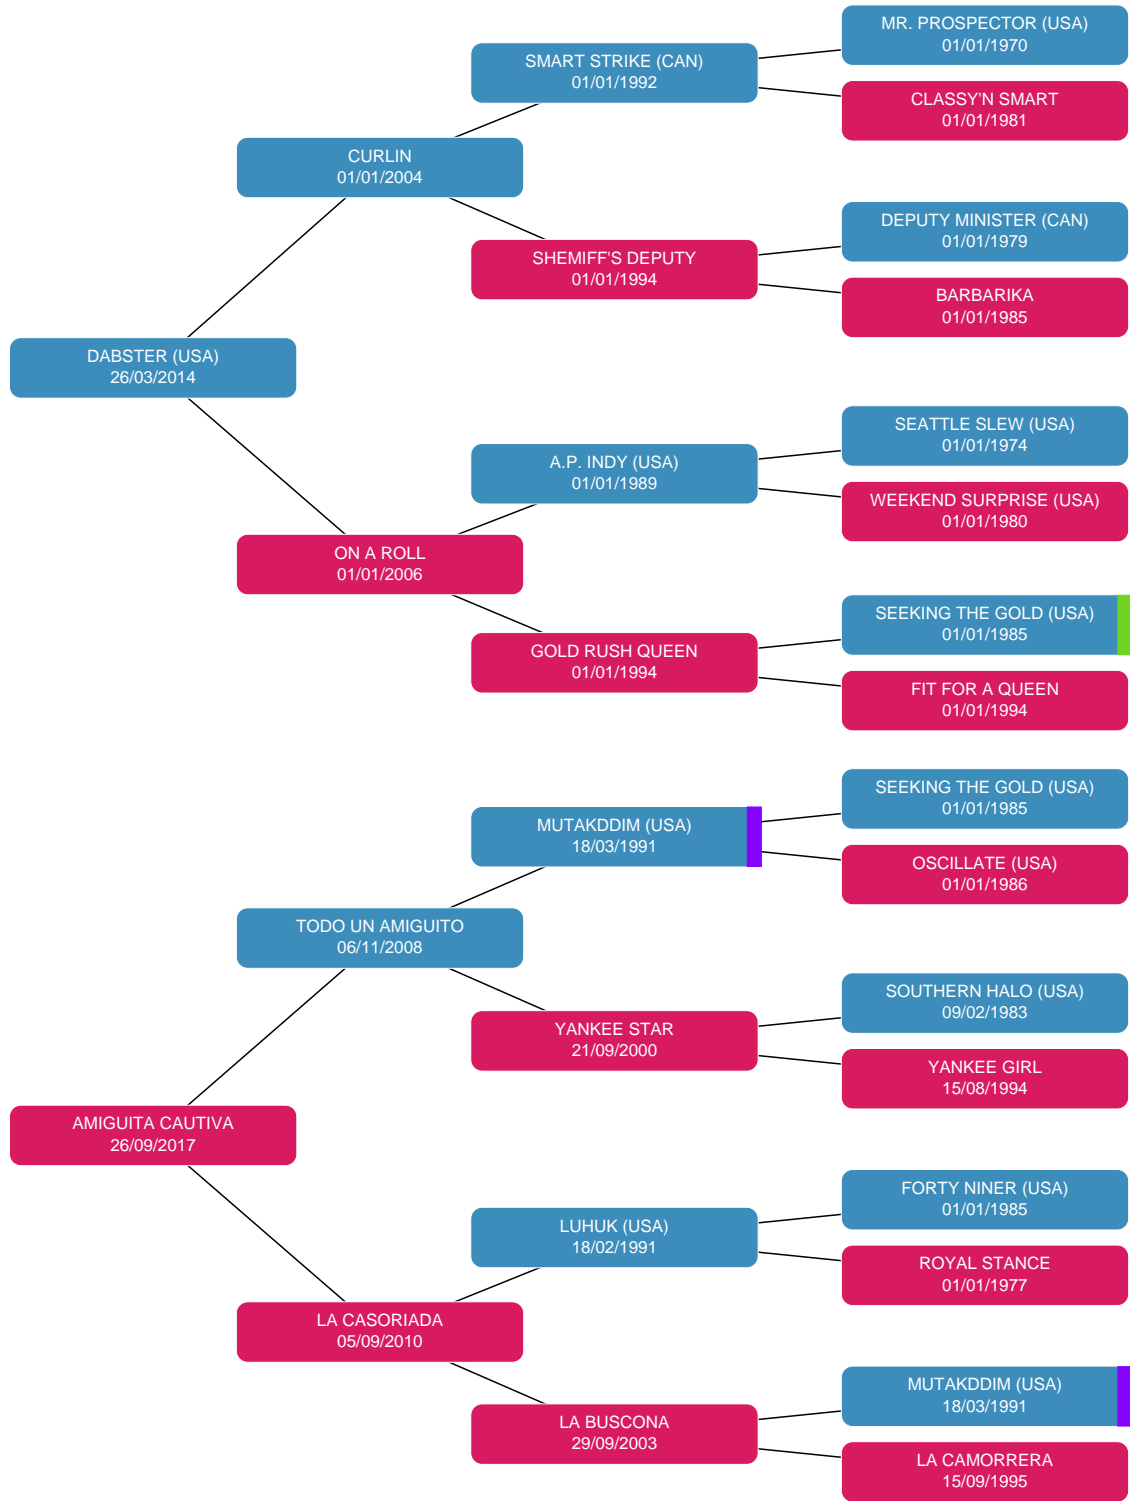 MR. PROSPECTOR (USA)
01/01/1970
SMART STRIKE (CAN)
01/01/1992
CLASSY'N SMART
01/01/1981
CURLIN
01/01/2004
DEPUTY MINISTER (CAN)
01/01/1979
SHEMIFF'S DEPUTY
01/01/1994
BARBARIKA
01/01/1985
DABSTER (USA)
26/03/2014
SEATTLE SLEW (USA)
01/01/1974
A.P. INDY (USA)
01/01/1989
WEEKEND SURPRISE (USA)
01/01/1980
ON A ROLL
01/01/2006
SEEKING THE GOLD (USA)
01/01/1985
GOLD RUSH QUEEN
01/01/1994
FIT FOR A QUEEN
01/01/1994
SEEKING THE GOLD (USA)
01/01/1985
MUTAKDDIM (USA)
18/03/1991
OSCILLATE (USA)
01/01/1986
TODO UN AMIGUITO
06/11/2008
SOUTHERN HALO (USA)
09/02/1983
YANKEE STAR
21/09/2000
YANKEE GIRL
15/08/1994
AMIGUITA CAUTIVA
26/09/2017
FORTY NINER (USA)
01/01/1985
LUHUK (USA)
18/02/1991
ROYAL STANCE
01/01/1977
LA CASORIADA
05/09/2010
MUTAKDDIM (USA)
18/03/1991
LA BUSCONA
29/09/2003
LA CAMORRERA
15/09/1995